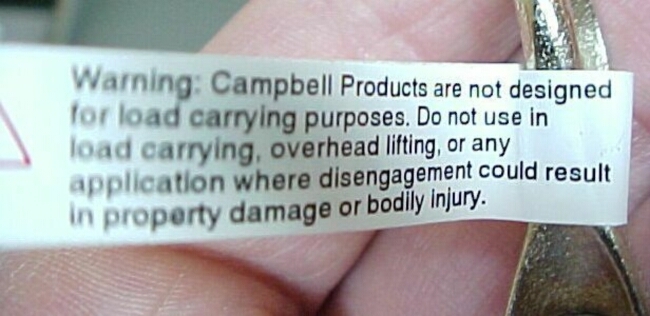 Warning: Campbell Products are not designed
for load carrying purposes. Do not use in
load carrying, overhead lifting, or any
application where disengagement could result
in property damage or bodily injury.